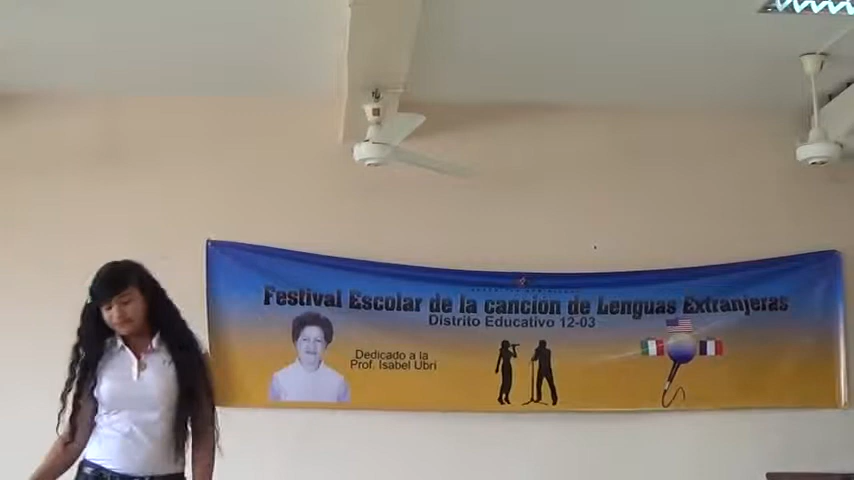 Festival Escolar de la canción de Lenguas Extranjeras
Distrito Educativo 12-03
Dedicado a la
Prof. Isabel Ubri